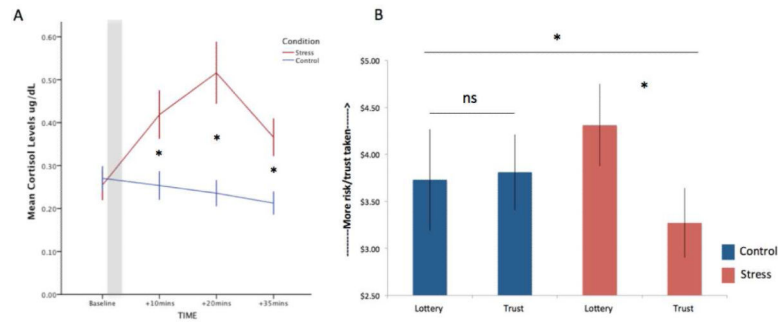 A
Mean Cortisol Levels ug/dL
0.60
0.50
0.40
0.30
0.20
0.10
0.00
Condition
Stress
Control
*
*
*
Baseline
+10mins
+20mins
+35mins
TIME
B
--------More risk/trust taken------>
$5.00
$4.50
$4.00
$3.50
$3.00
$2.50
*
ns
*
Lottery
Trust
Lottery
Trust
Control
Stress